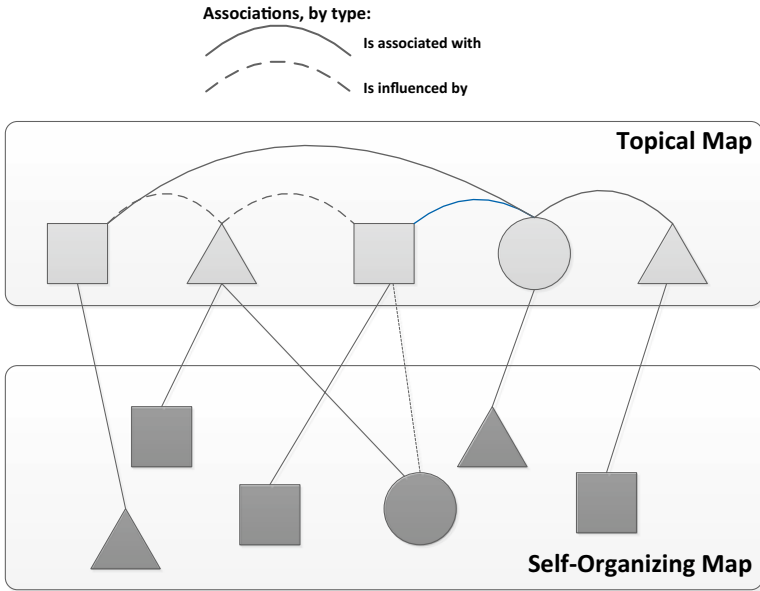 Associations, by type:
Is associated with
Is influenced by
Topical Map
Self-Organizing Map